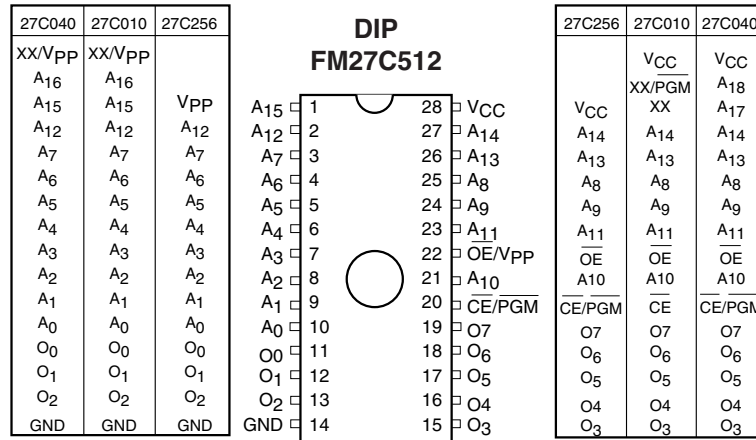 27C040 27C010 27C256
XX/VPP XX/VPP
A16 A16
A15 A15 VPP
A12 A12 A12
A7 A7 A7
A6 A6 A6
A5 A5 A5
A4 A4 A4
A3 A3 A3
A2 A2 A2
A1 A1 A1
A0 A0 A0
O0 O0 O0
O1 O1 O1
O2 O2 O2
GND GND GND
DIP
FM27C512
A15 1 28 VCC
A12 2 27 A14
A7 3 26 A13
A6 4 25 A8
A5 5 24 A9
A4 6 23 A11
A3 7 22 OE/VPP
A2 8 21 A10
A1 9 20 CE/PGM
A0 10 19 O7
O0 11 18 O6
O1 12 17 O5
O2 13 16 O4
GND 14 15 O3
27C256 27C010 27C040
VCC VCC
XX/PGM A18
VCC XX A17
A14 A14 A14
A13 A13 A13
A8 A8 A8
A9 A9 A9
A11 A11 A11
OE OE OE
A10 A10 A10
CE/PGM CE CE/PGM
O7 O7 O7
O6 O6 O6
O5 O5 O5
O4 O4 O4
O3 O3 O3